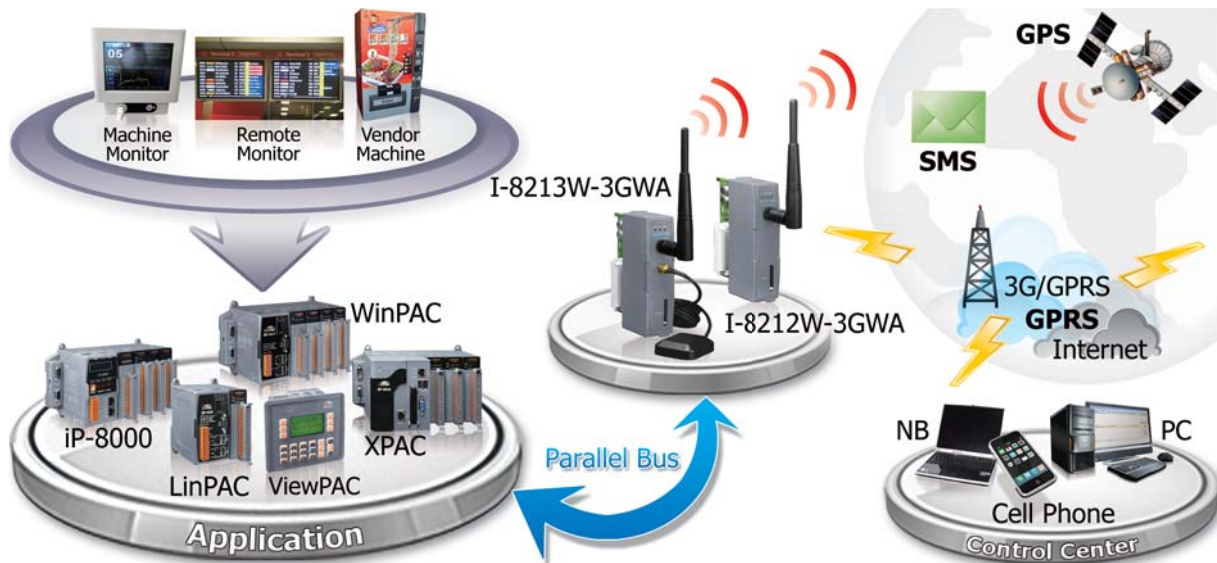 Machine
Monitor
Remote
Monitor
Vendor
Machine
I-8213W-3GWA
I-8212W-3GWA
GPS
SMS
3G/GPRS
GPRS
Internet
WinPAC
iP-8000
LinPAC
ViewPAC
XPAC
Application
Parallel Bus
NB
PC
Cell Phone
Control Center